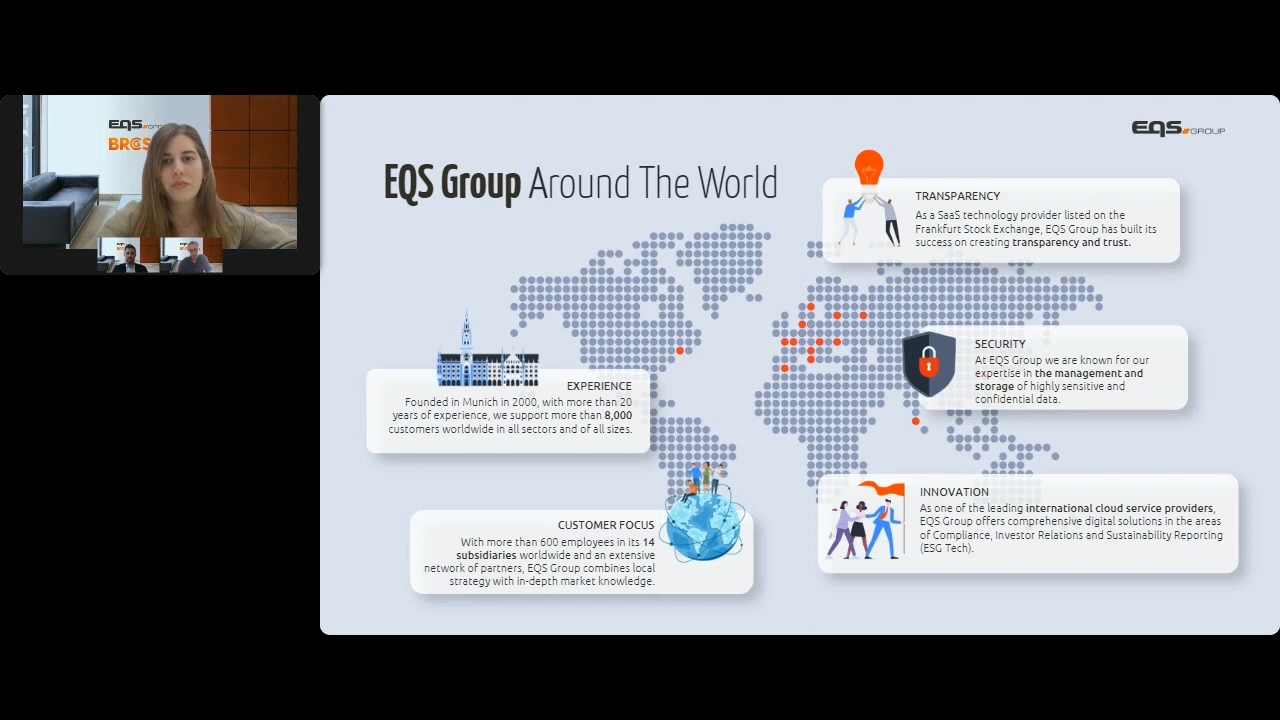 EQS GROUP
BRCS
EQS GROUP
EQS Group Around The World
TRANSPARENCY
As a SaaS technology provider listed on the
Frankfurt Stock Exchange, EQS Group has built its
success on creating transparency and trust.
SECURITY
At EQS Group we are known for our
expertise in the management and
storage of highly sensitive and
confidential data.
EXPERIENCE
Founded in Munich in 2000, with more than 20
years of experience, we support more than 8,000
customers worldwide in all sectors and of all sizes.
INNOVATION
As one of the leading international cloud service providers,
EQS Group offers comprehensive digital solutions in the areas
of Compliance, Investor Relations and Sustainability Reporting
(ESG Tech).
CUSTOMER FOCUS
With more than 600 employees in its 14
subsidiaries worldwide and an extensive
network of partners, EQS Group combines local
strategy with in-depth market knowledge.